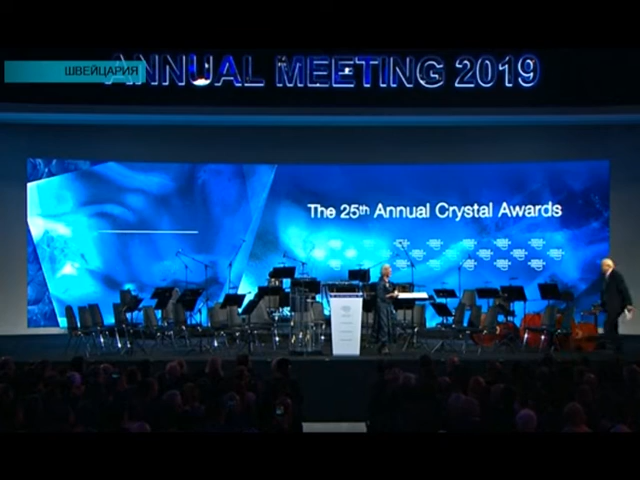 ШВЕЙЦАРИЯ
ANNUAL MEETING 2019
The 25th Annual Crystal Awards